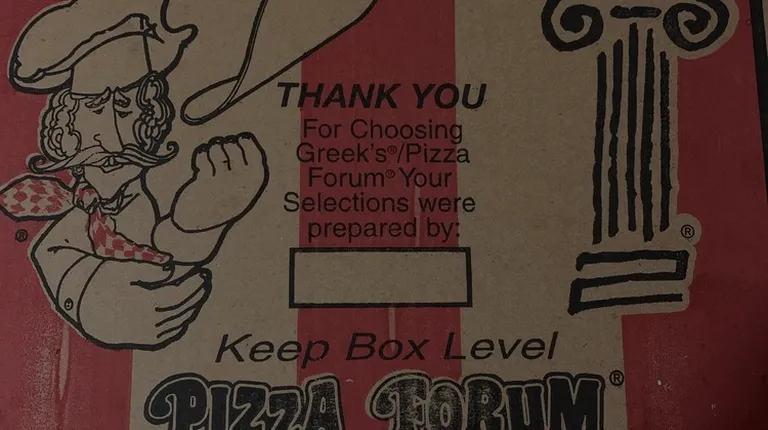 THANK YOU
For Choosing
Greek's®/Pizza
Forum® Your
Selections were
prepared by:
®
®
Keep Box Level
PIZZA FORUM®